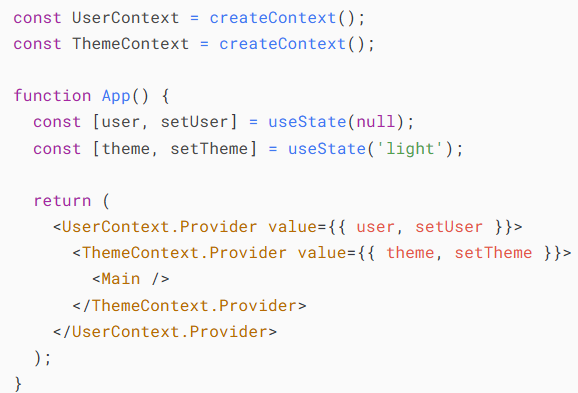 const UserContext = createContext();
const ThemeContext = createContext();

function App() {
  const [user, setUser] = useState(null);
  const [theme, setTheme] = useState('light');

  return (
    <UserContext.Provider value={{ user, setUser }}>
      <ThemeContext.Provider value={{ theme, setTheme }}>
        <Main />
      </ThemeContext.Provider>
    </UserContext.Provider>
  );
}